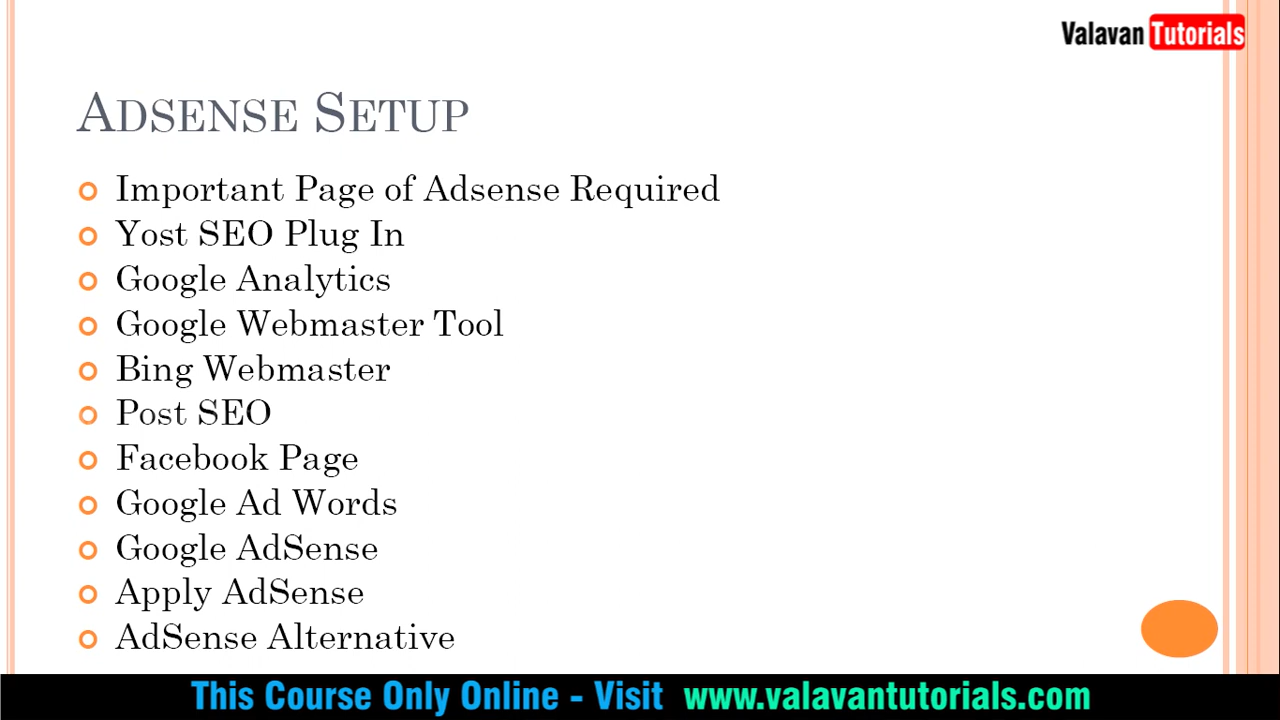 Valavan Tutorials
Adsense Setup
Important Page of Adsense Required
Yost SEO Plug In
Google Analytics
Google Webmaster Tool
Bing Webmaster
Post SEO
Facebook Page
Google Ad Words
Google AdSense
Apply AdSense
AdSense Alternative
This Course Only Online - Visit www.valavantutorials.com